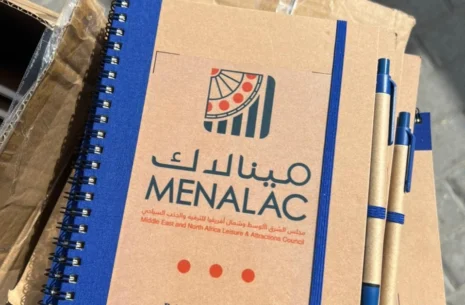 مينالاك
MENALAC
مجلس الشرق الأوسط وشمال أفريقيا للترفيه والجذب السياحي
Middle East and North Africa Leisure & Attractions Council